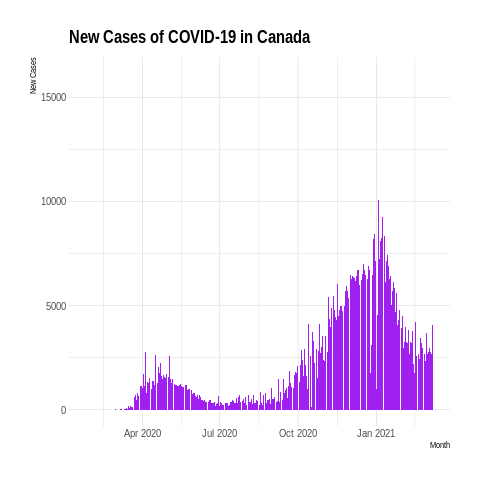 New Cases of COVID-19 in Canada
New Cases
15000
10000
5000
0
Apr 2020 Jul 2020 Oct 2020 Jan 2021
Month